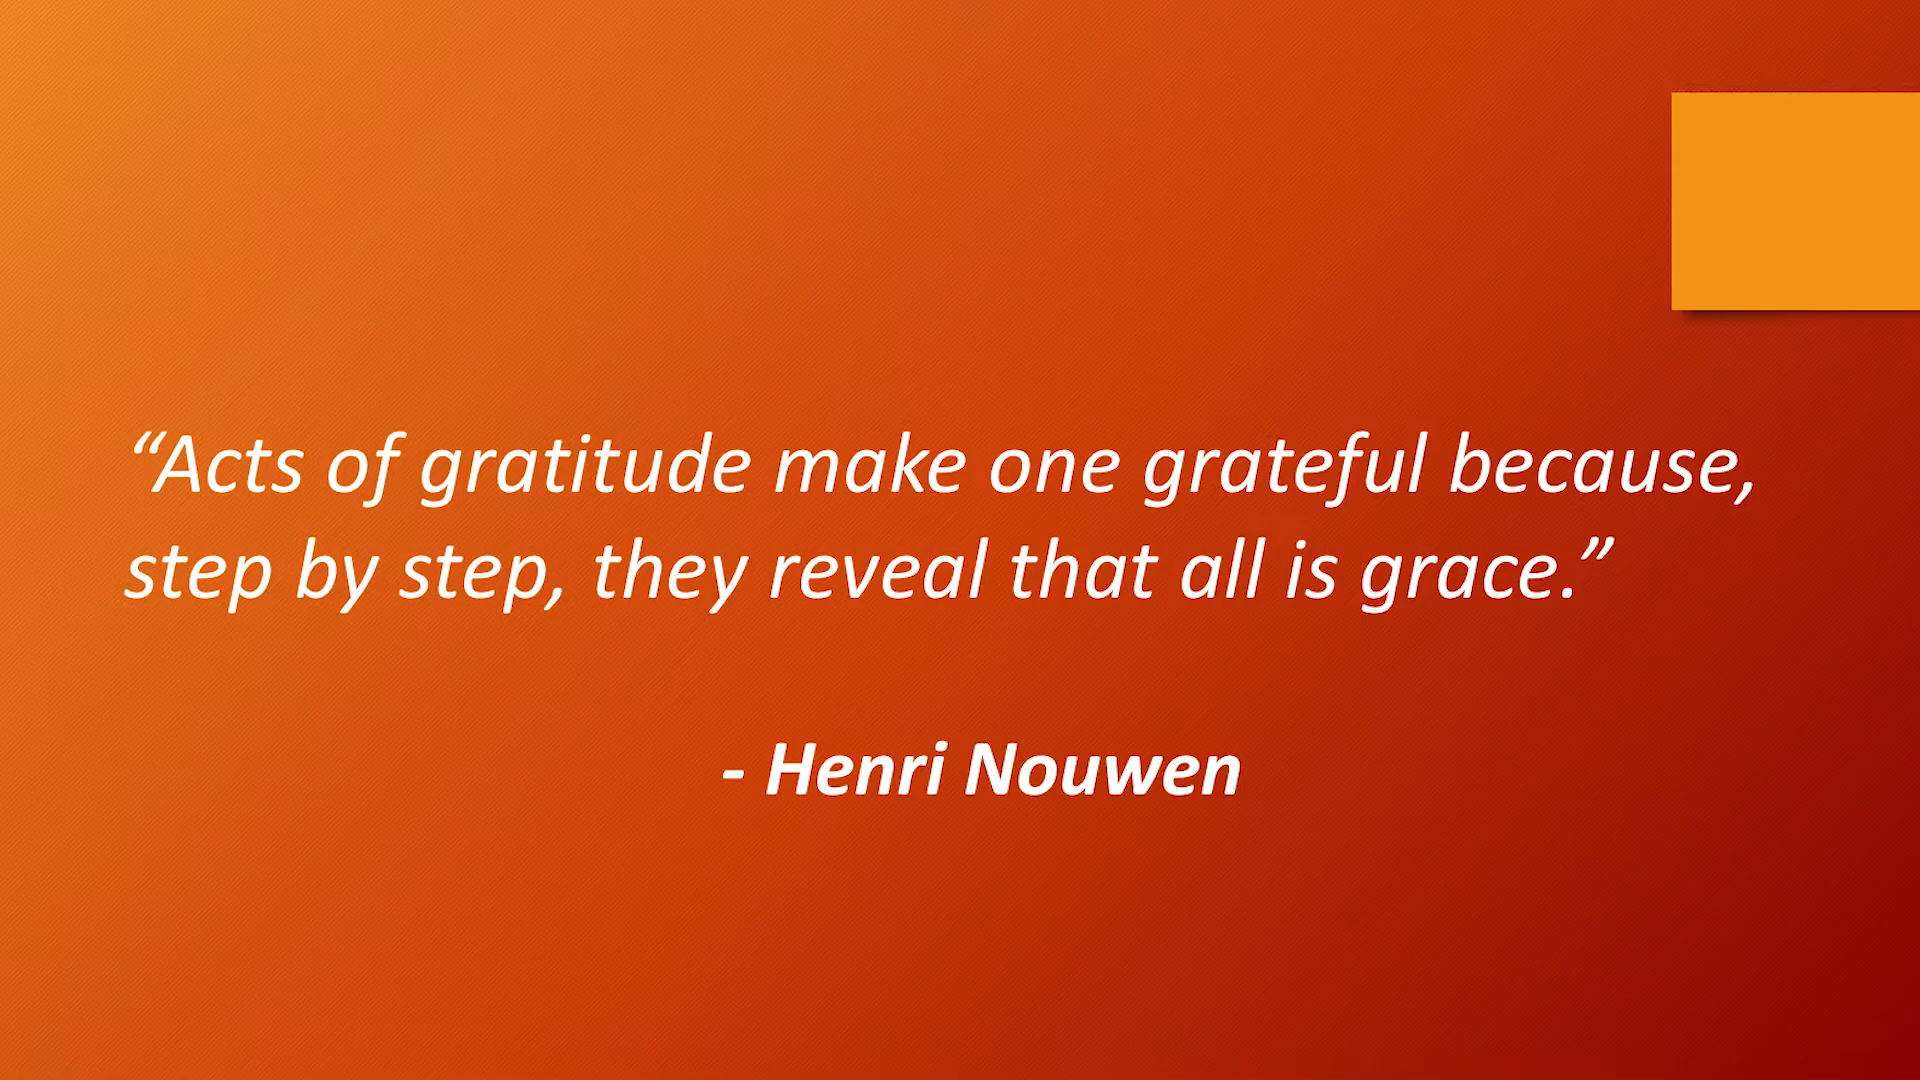 “Acts of gratitude make one grateful because,
step by step, they reveal that all is grace.”
- Henri Nouwen